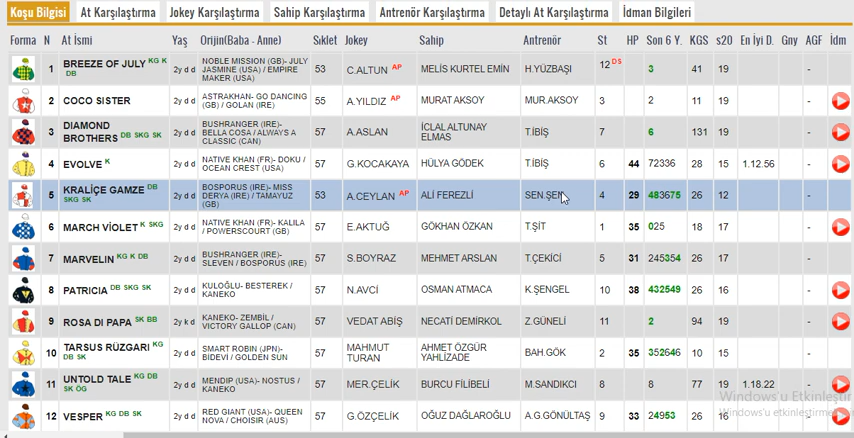 Koşu Bilgisi At Karşılaştırma Jokey Karşılaştırma Sahip Karşılaştırma Antrenör Karşılaştırma Detaylı At Karşılaştırma İdman Bilgileri
Forma N At İsmi Yaş Orijin(Baba - Anne) Sıklet Jokey Sahip Antrenör St HP Son 6 Y. KGS s20 En İyi D. Gny AGF İdm
1 BREEZE OF JULY KG K DB 2y d d NOBLE MISSION (GB)- JULY JASMINE (USA) / EMPIRE MAKER (USA) 53 C.ALTUN AP MELİS KURTEL EMİN H.YÜZBAŞI 12 DS 3 41 19 -
2 COCO SISTER 2y d d ASTRAKHAN- GO DANCING (GB) / GOLAN (IRE) 55 A.YILDIZ AP MURAT AKSOY MUR.AKSOY 3 2 11 19 -
3 DIAMOND BROTHERS DB SKG SK 2y d d BUSHRANGER (IRE)- BELLA COSA / ALWAYS A CLASSIC (CAN) 57 A.ASLAN İCLAL ALTUNAY ELMAS T.İBİŞ 7 6 131 19 -
4 EVOLVE K 2y d d NATIVE KHAN (FR)- DOKU / OCEAN CREST (USA) 57 G.KOCAKAYA HÜLYA GÖDEK T.İBİŞ 6 44 72336 28 15 1.12.56 -
5 KRALİÇE GAMZE DB SKG SK 2y d d BOSPORUS (IRE)- MISS DERYA (IRE) / TAMAYUZ (GB) 53 A.CEYLAN AP ALİ FEREZLİ SEN.ŞEN 4 29 483675 26 12 -
6 MARCH VİOLET K SKG 2y d d NATIVE KHAN (FR)- KALILA / POWERSCOURT (GB) 57 E.AKTUĞ GÖKHAN ÖZKAN T.ŞİT 1 35 025 18 17 -
7 MARVELIN KG K DB 2y d d BUSHRANGER (IRE)- SLEVEN / BOSPORUS (IRE) 57 S.BOYRAZ MEHMET ARSLAN T.ÇEKİCİ 5 31 245354 26 17 -
8 PATRICIA DB SKG SK 2y d d KULOĞLU- BESTEREK / KANEKO 57 N.AVCİ OSMAN ATMACA K.ŞENGEL 10 38 432549 26 16 -
9 ROSA DI PAPA SK BB 2y k d KANEKO- ZEMBİL / VICTORY GALLOP (CAN) 57 VEDAT ABİŞ NECATİ DEMİRKOL Z.GÜNELİ 11 2 94 19 -
10 TARSUS RÜZGARI KG DB SK 2y d d SMART ROBIN (JPN)- BIDEVİ / GOLDEN SUN 57 MAHMUT TURAN AHMET ÖZGÜR YAHLİZADE BAH.GÖK 2 35 352646 10 15 -
11 UNTOLD TALE KG DB SK ÖG 2y d d MENDIP (USA)- NOSTUS / KANEKO 57 MER.ÇELİK BURCU FİLİBELİ M.SANDIKCI 8 8 77 19 1.18.22 -
12 VESPER KG DB SK 2y d d RED GIANT (USA)- QUEEN NOVA / CHOISIR (AUS) 57 G.ÖZÇELİK OĞUZ DAĞLAROĞLU A.G.GÖNÜLTAŞ 9 33 24953 26 16 -
Windows'u Etkinleştir
Windows'u etkinleştirme